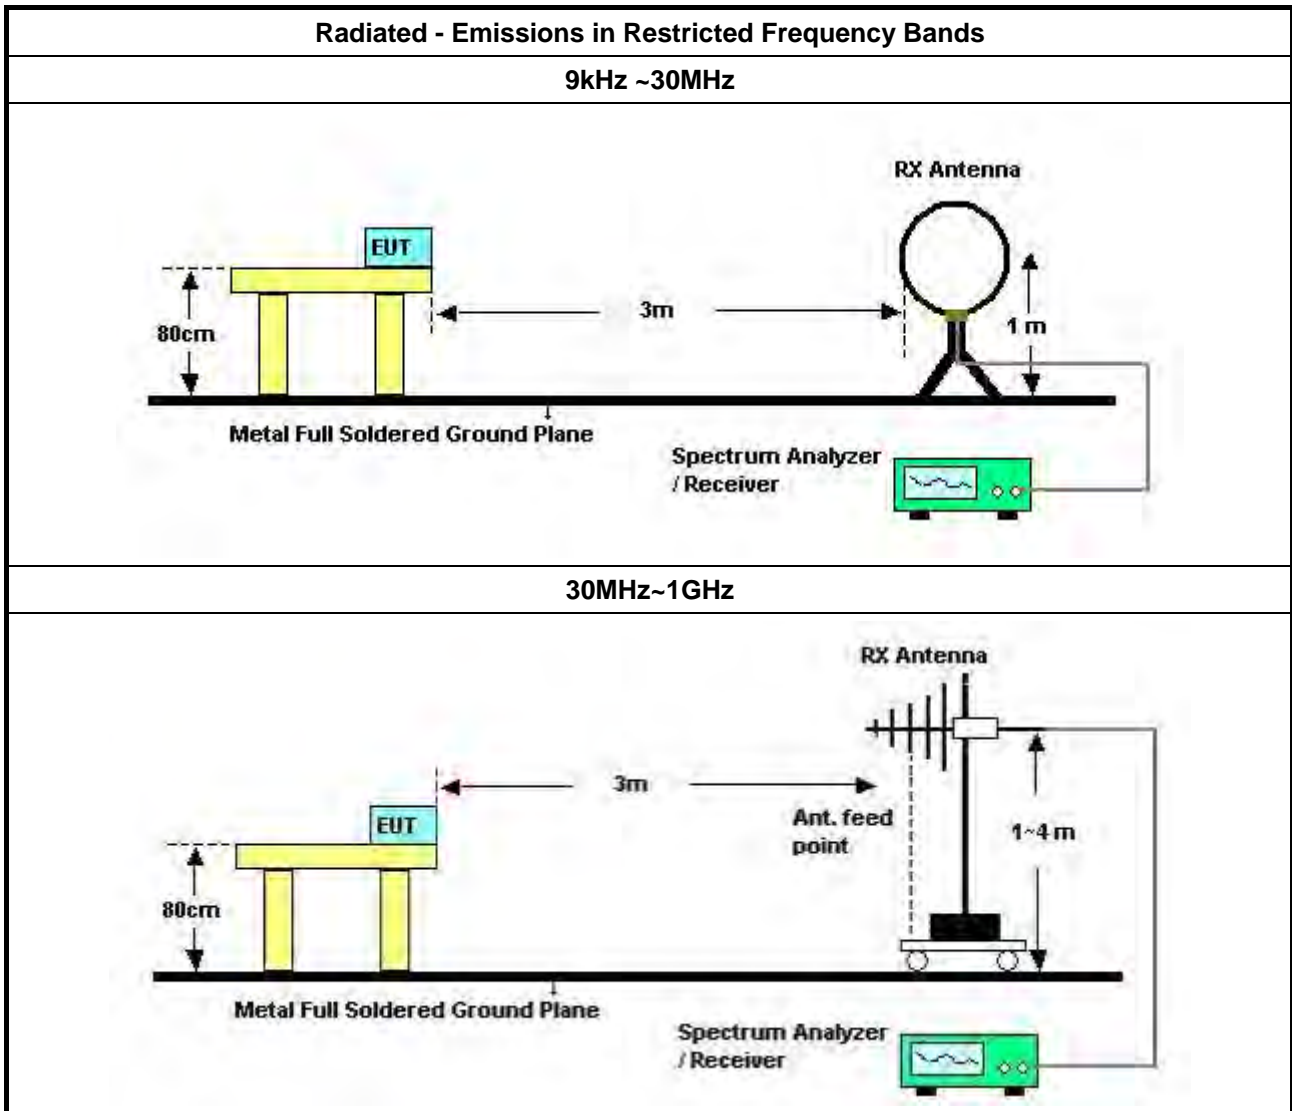 Radiated - Emissions in Restricted Frequency Bands
9kHz ~30MHz
RX Antenna
EUT
3m
80cm
1 m
Metal Full Soldered Ground Plane
Spectrum Analyzer
/ Receiver
30MHz~1GHz
RX Antenna
3m
Ant. feed
point
EUT
1~4 m
80cm
Metal Full Soldered Ground Plane
Spectrum Analyzer
/ Receiver